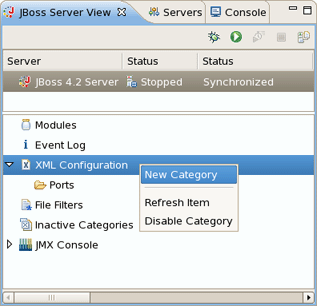 JBoss Server View Servers Console
Server Status Status
JBoss 4.2 Server Stopped Synchronized
Modules
Event Log
XML Configuration
New Category
Ports
Refresh Item
File Filters
Disable Category
Inactive Categories
JMX Console